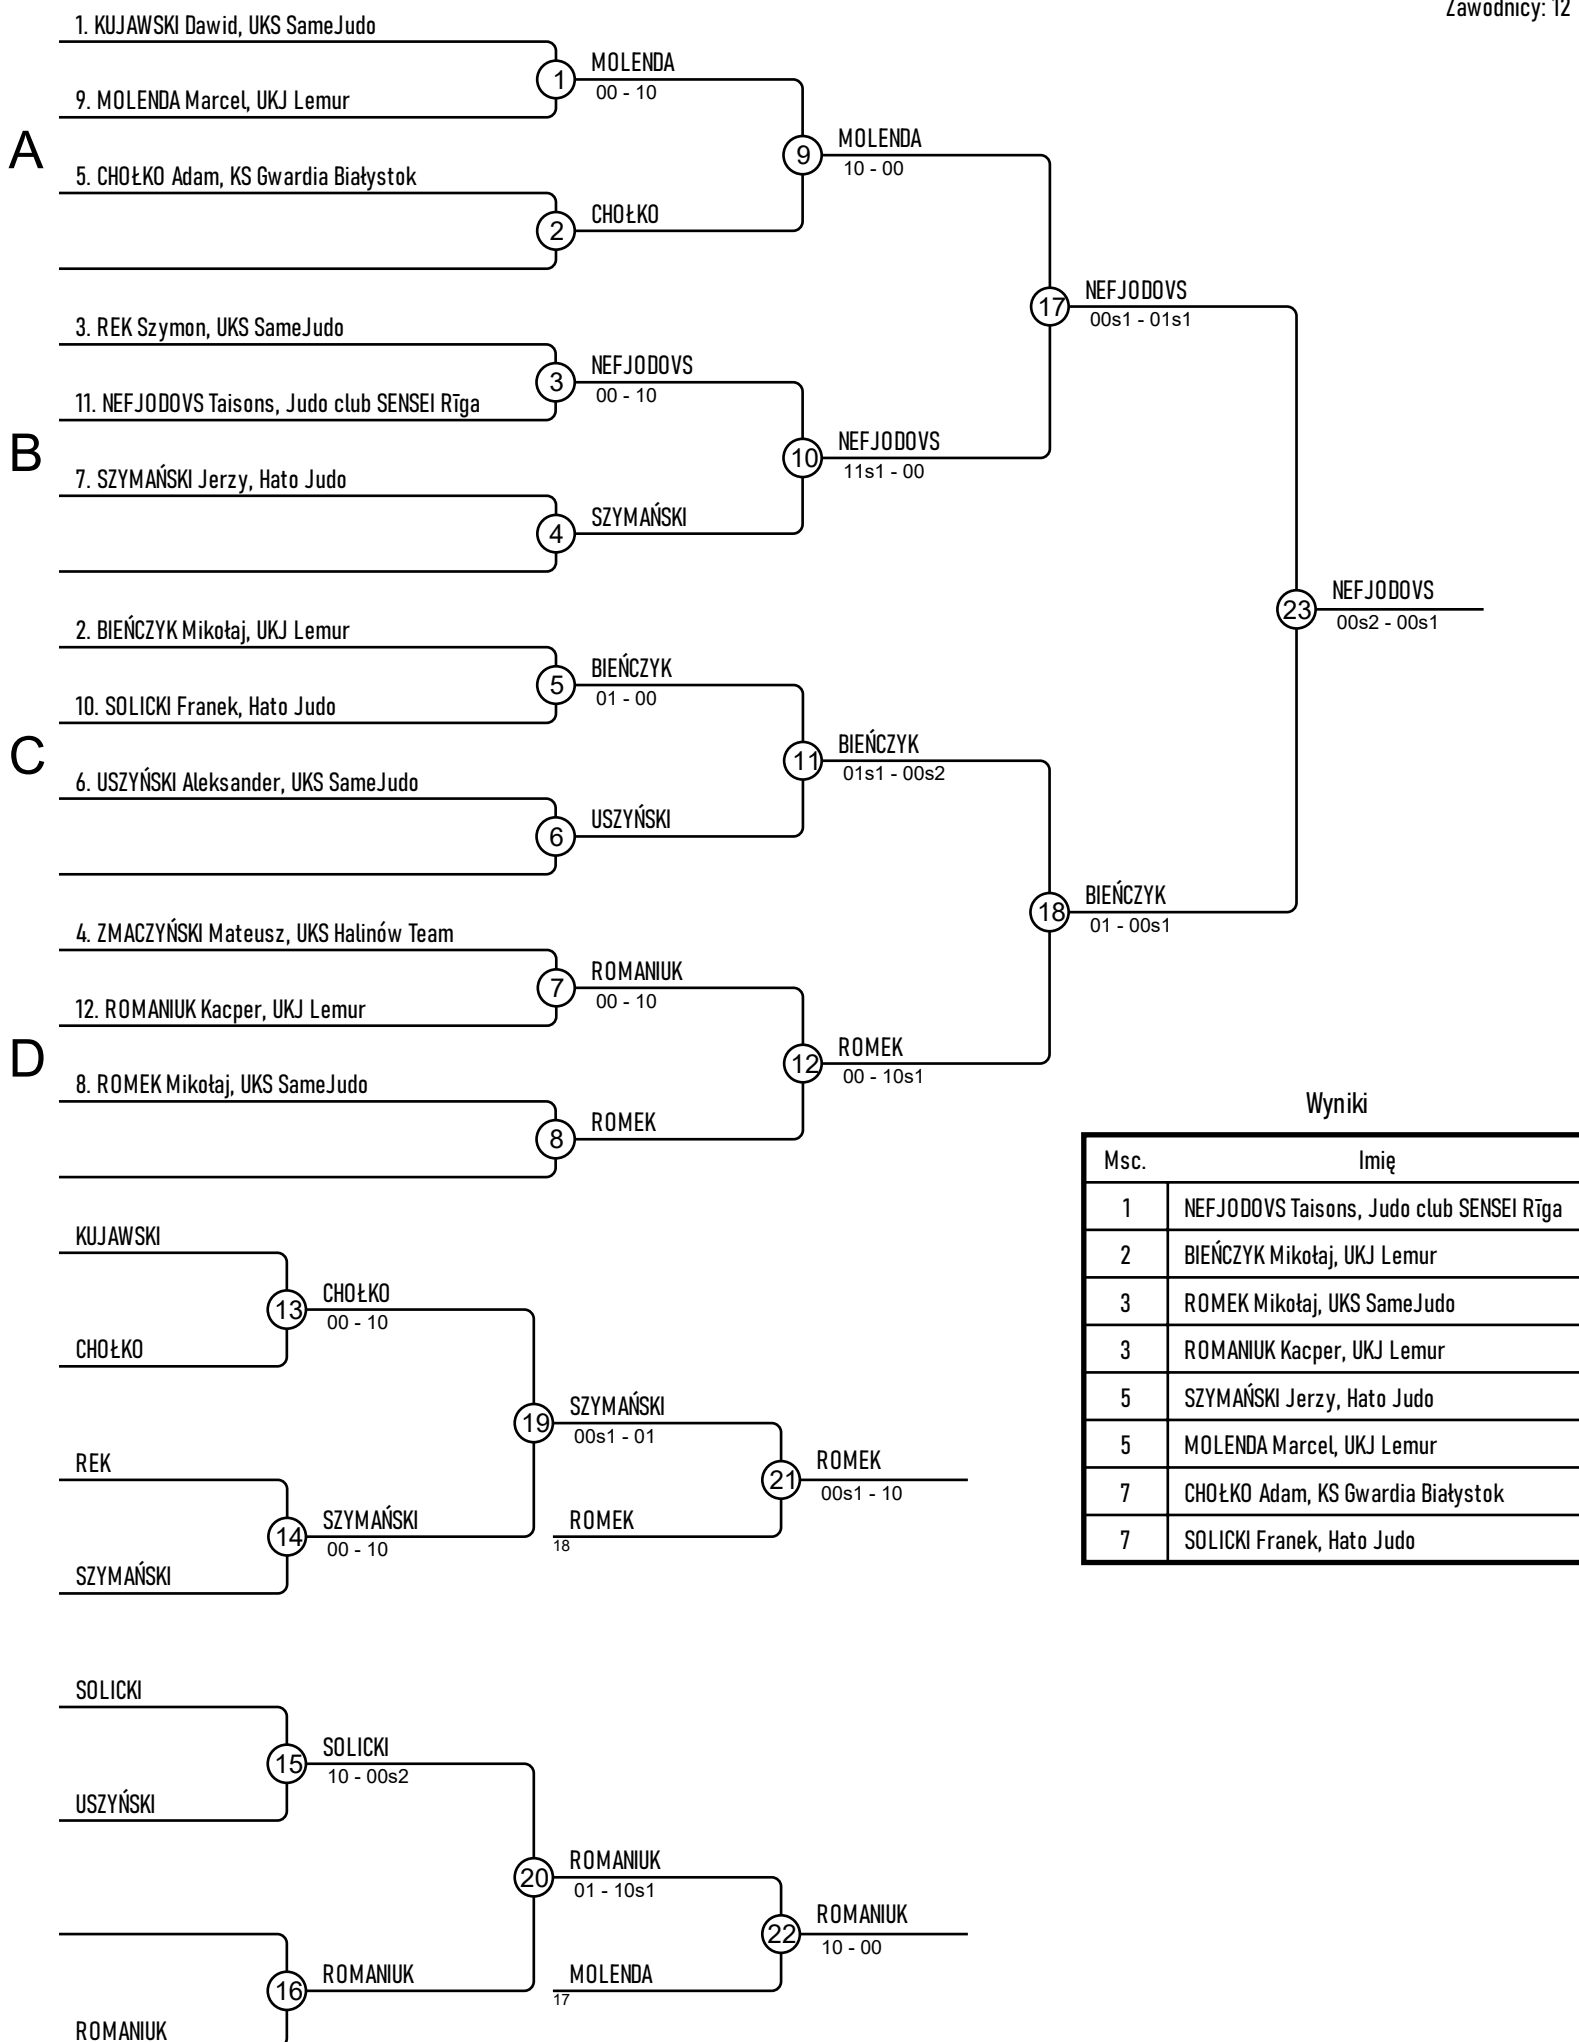 Zawodnicy: 12
1. KUJAWSKI Dawid, UKS SameJudo
1
MOLENDA
00 - 10
9. MOLENDA Marcel, UKJ Lemur
A
9
MOLENDA
10 - 00
5. CHOŁKO Adam, KS Gwardia Białystok
2
CHOŁKO
17
NEFJODOVS
00s1 - 01s1
3. REK Szymon, UKS SameJudo
3
NEFJODOVS
00 - 10
11. NEFJODOVS Taisons, Judo club SENSEI Rīga
B
10
NEFJODOVS
11s1 - 00
7. SZYMAŃSKI Jerzy, Hato Judo
4
SZYMAŃSKI
23
NEFJODOVS
00s2 - 00s1
2. BIEŃCZYK Mikołaj, UKJ Lemur
5
BIEŃCZYK
01 - 00
10. SOLICKI Franek, Hato Judo
C
11
BIEŃCZYK
01s1 - 00s2
6. USZYŃSKI Aleksander, UKS SameJudo
6
USZYŃSKI
18
BIEŃCZYK
01 - 00s1
4. ZMACZYŃSKI Mateusz, UKS Halinów Team
7
ROMANIUK
00 - 10
12. ROMANIUK Kacper, UKJ Lemur
D
12
ROMEK
00 - 10s1
8. ROMEK Mikołaj, UKS SameJudo
8
ROMEK
Wyniki
Msc. Imię
1 NEFJODOVS Taisons, Judo club SENSEI Rīga
2 BIEŃCZYK Mikołaj, UKJ Lemur
3 ROMEK Mikołaj, UKS SameJudo
3 ROMANIUK Kacper, UKJ Lemur
5 SZYMAŃSKI Jerzy, Hato Judo
5 MOLENDA Marcel, UKJ Lemur
7 CHOŁKO Adam, KS Gwardia Białystok
7 SOLICKI Franek, Hato Judo
KUJAWSKI
13
CHOŁKO
00 - 10
CHOŁKO
19
SZYMAŃSKI
00s1 - 01
REK
14
SZYMAŃSKI
00 - 10
SZYMAŃSKI
21
ROMEK
00s1 - 10
ROMEK
18
SOLICKI
15
SOLICKI
10 - 00s2
USZYŃSKI
20
ROMANIUK
01 - 10s1
22
ROMANIUK
10 - 00
16
ROMANIUK
MOLENDA
17
ROMANIUK